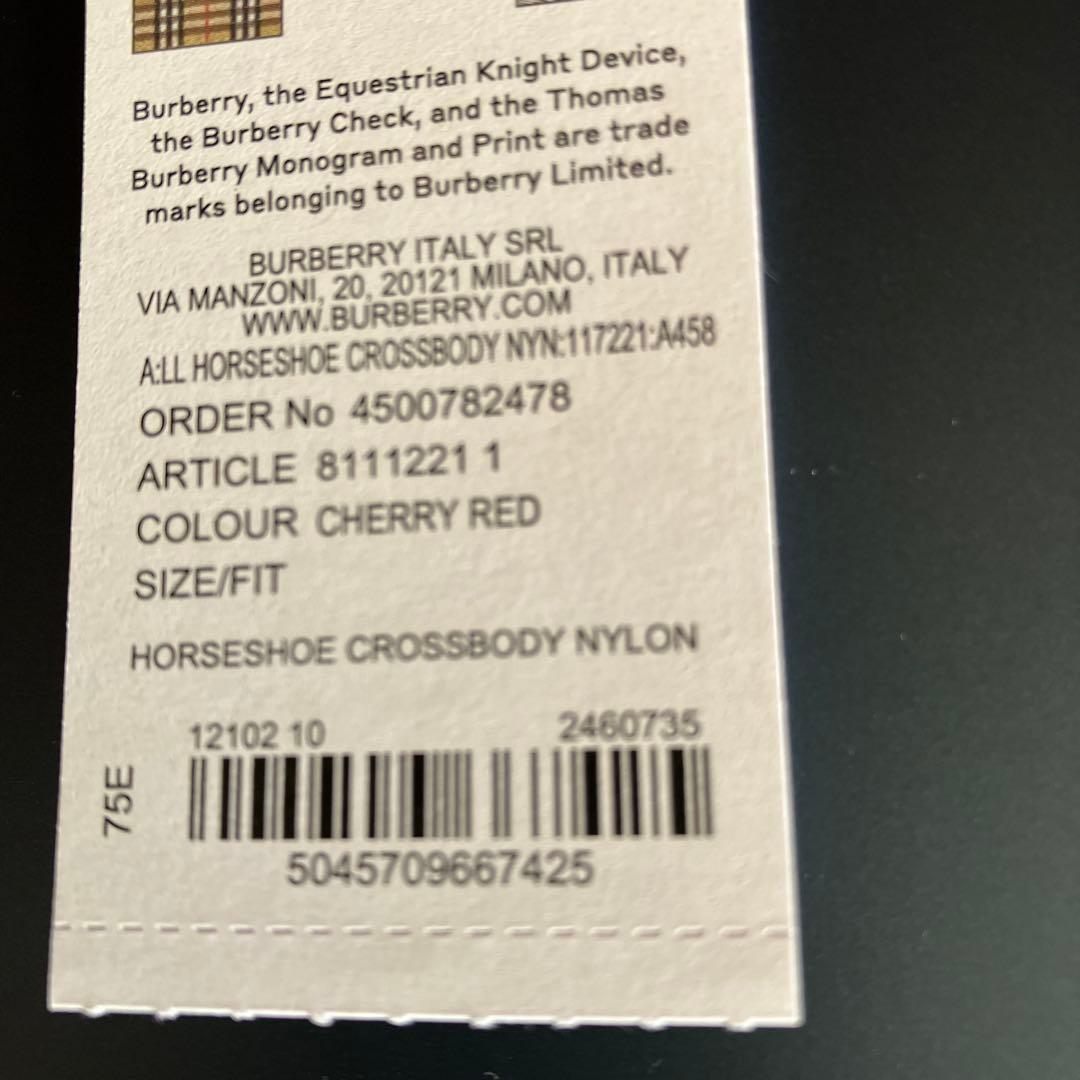 Burberry, the Equestrian Knight Device,
the Burberry Check, and the Thomas
Burberry Monogram and Print are trade
marks belonging to Burberry Limited.
BURBERRY ITALY SRL
VIA MANZONI, 20, 20121 MILANO, ITALY
WWW.BURBERRY.COM
A:LL HORSESHOE CROSSBODY NYN:117221:A458
ORDER No 4500782478
ARTICLE 8111221 1
COLOUR CHERRY RED
SIZE/FIT
HORSESHOE CROSSBODY NYLON
12102 10 2460735
75E
5045709667425